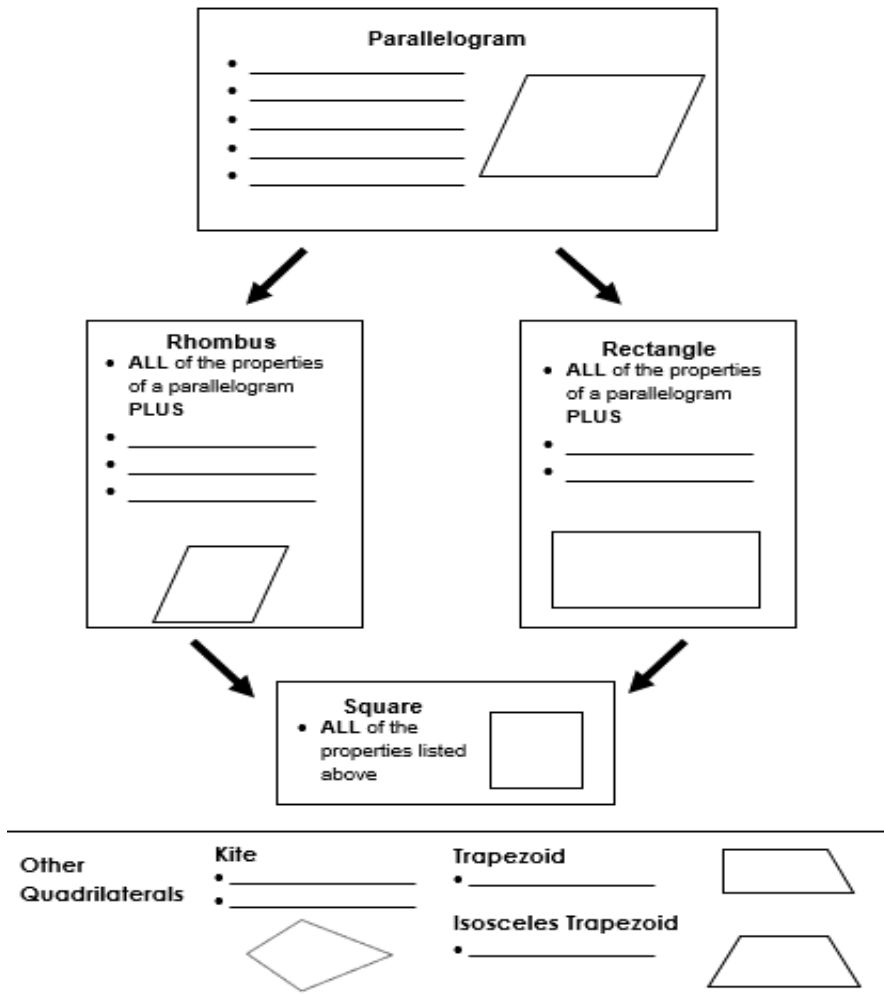 Parallelogram
Rhombus
• ALL of the properties
of a parallelogram
PLUS
Rectangle
• ALL of the properties
of a parallelogram
PLUS
Square
• ALL of the
properties listed
above
Other
Quadrilaterals
Kite
Trapezoid
Isosceles Trapezoid